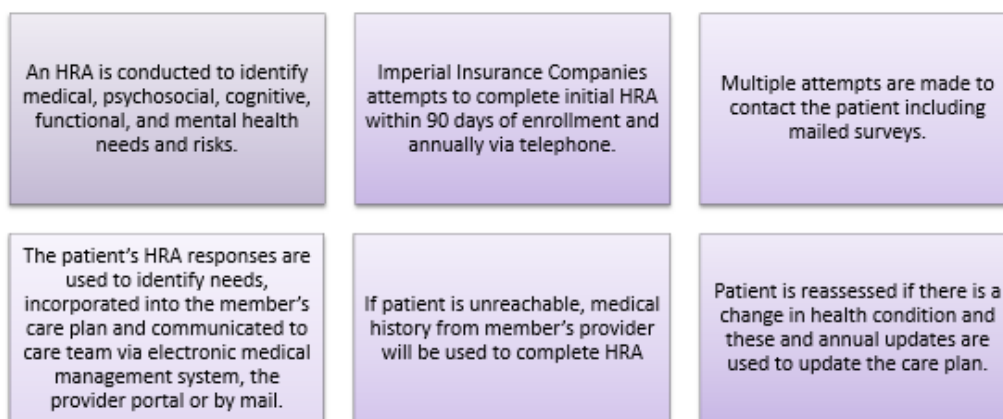 An HRA is conducted to identify
medical, psychosocial, cognitive,
functional, and mental health
needs and risks.
Imperial Insurance Companies
attempts to complete initial HRA
within 90 days of enrollment and
annually via telephone.
Multiple attempts are made to
contact the patient including
mailed surveys.
The patient’s HRA responses are
used to identify needs,
incorporated into the member’s
care plan and communicated to
care team via electronic medical
management system, the
provider portal or by mail.
If patient is unreachable, medical
history from member’s provider
will be used to complete HRA
Patient is reassessed if there is a
change in health condition and
these and annual updates are
used to update the care plan.